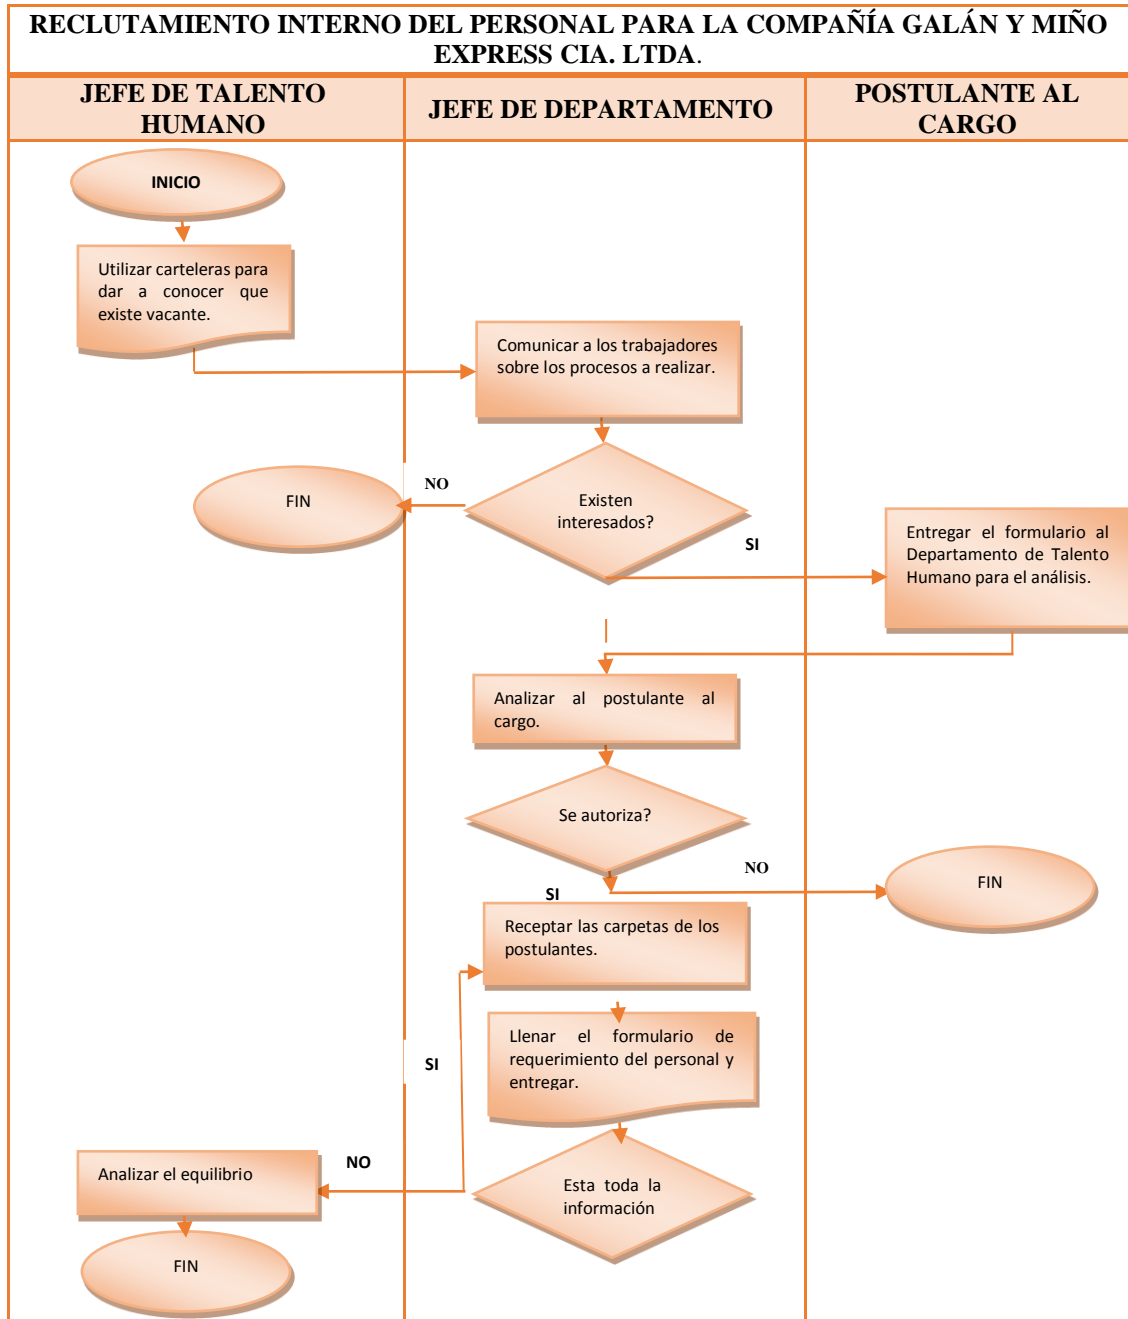 RECLUTAMIENTO INTERNO DEL PERSONAL PARA LA COMPAÑÍA GALÁN Y MIÑO
EXPRESS CIA. LTDA.
JEFE DE TALENTO
HUMANO
JEFE DE DEPARTAMENTO
POSTULANTE AL
CARGO
INICIO
Utilizar carteleras para
dar a conocer que
existe vacante.
Comunicar a los trabajadores
sobre los procesos a realizar.
Existen
interesados?
NO
FIN
SI
Entregar el formulario al
Departamento de Talento
Humano para el análisis.
Analizar al postulante al
cargo.
Se autoriza?
NO
FIN
SI
Receptar las carpetas de los
postulantes.
Llenar el formulario de
requerimiento del personal y
entregar.
SI
Esta toda la
información
NO
Analizar el equilibrio
FIN